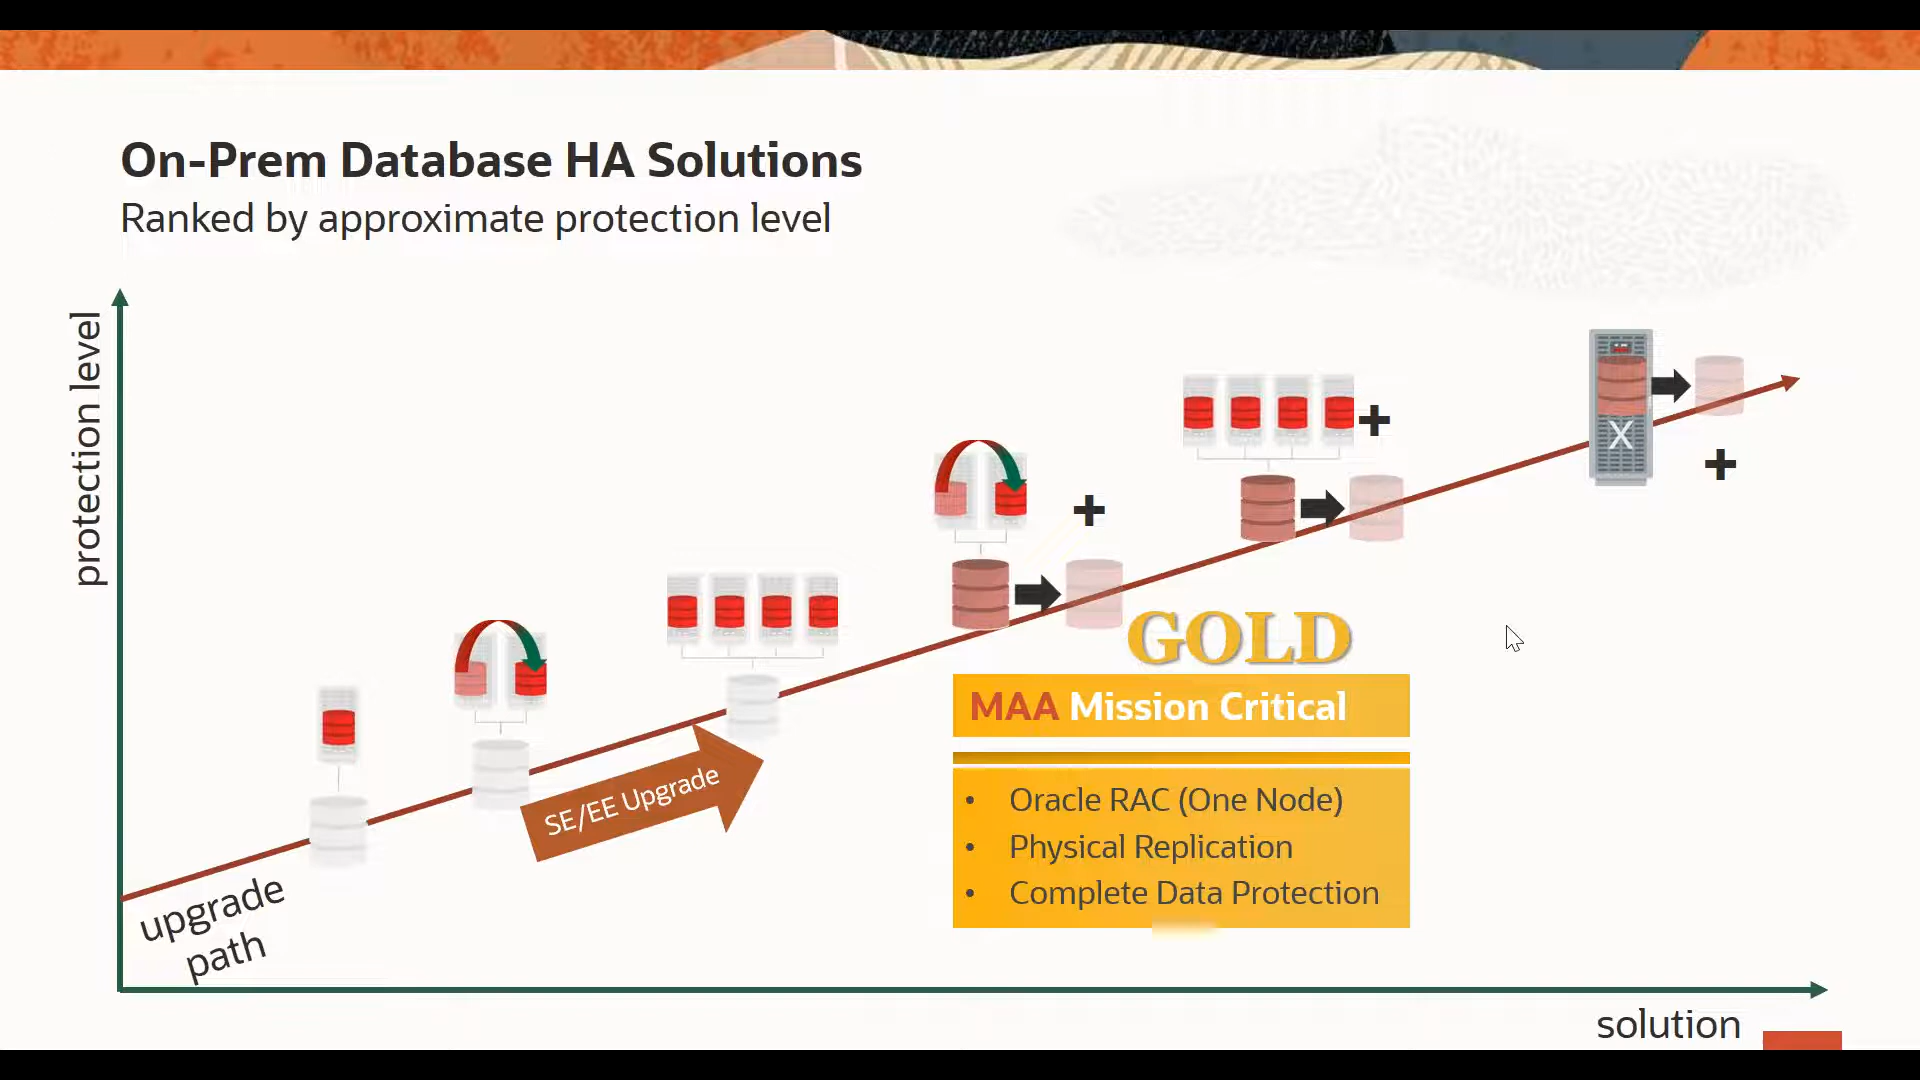 On-Prem Database HA Solutions
Ranked by approximate protection level
protection level
X
GOLD
MAA Mission Critical
SE/EE Upgrade
• Oracle RAC (One Node)
• Physical Replication
• Complete Data Protection
upgrade
path
solution